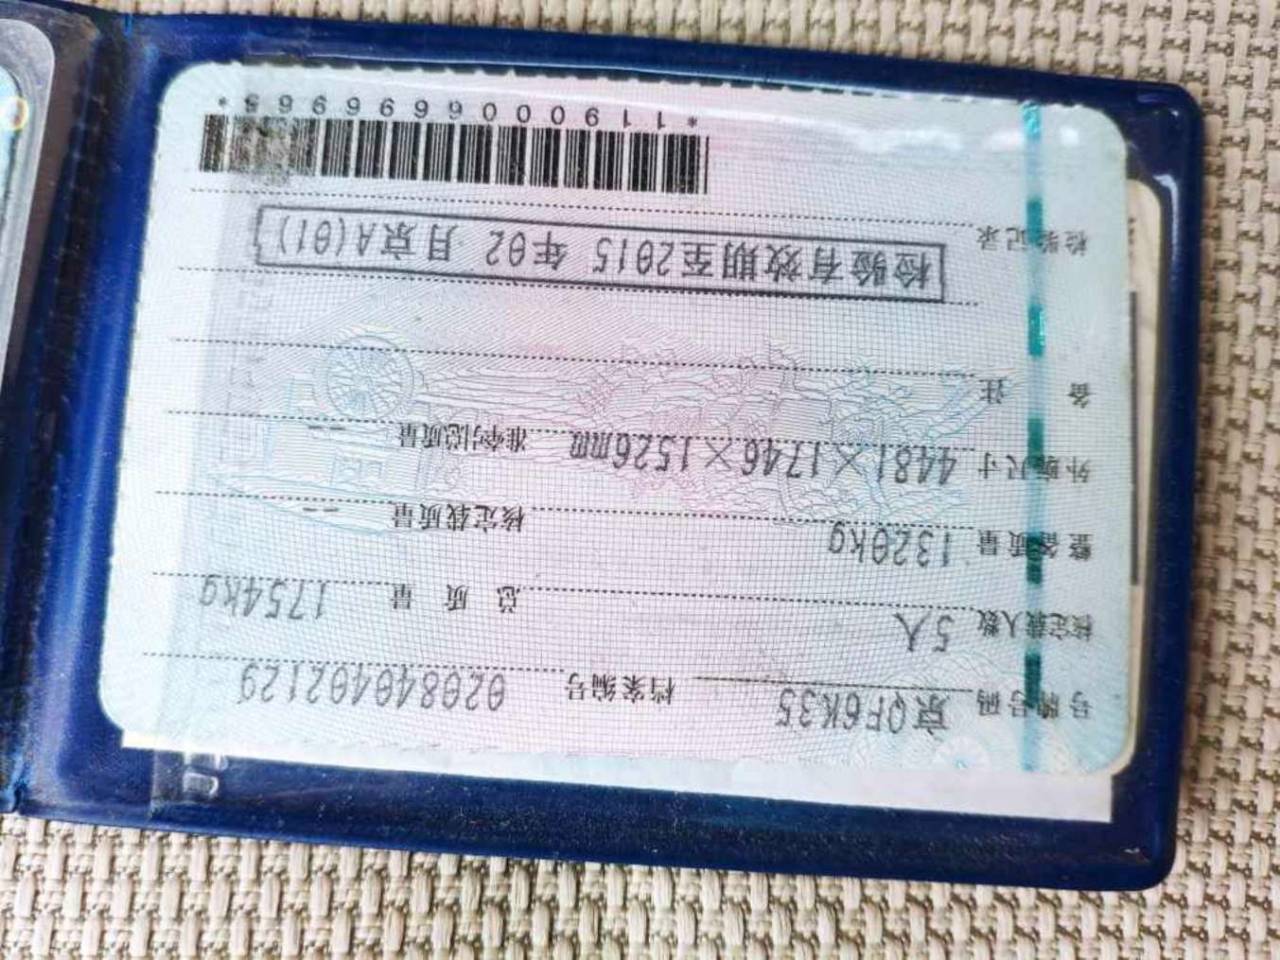 号牌号码 京QF6K35 档案编号 020840402129
核定载人数 5人 总质量 1754kg
整备质量 1320kg 核定载质量 --
外廓尺寸 4481×1746×1526mm 准牵引总质量 --
备注
检验记录 检验有效期至2015年02月京A(01)
*1190006696965*